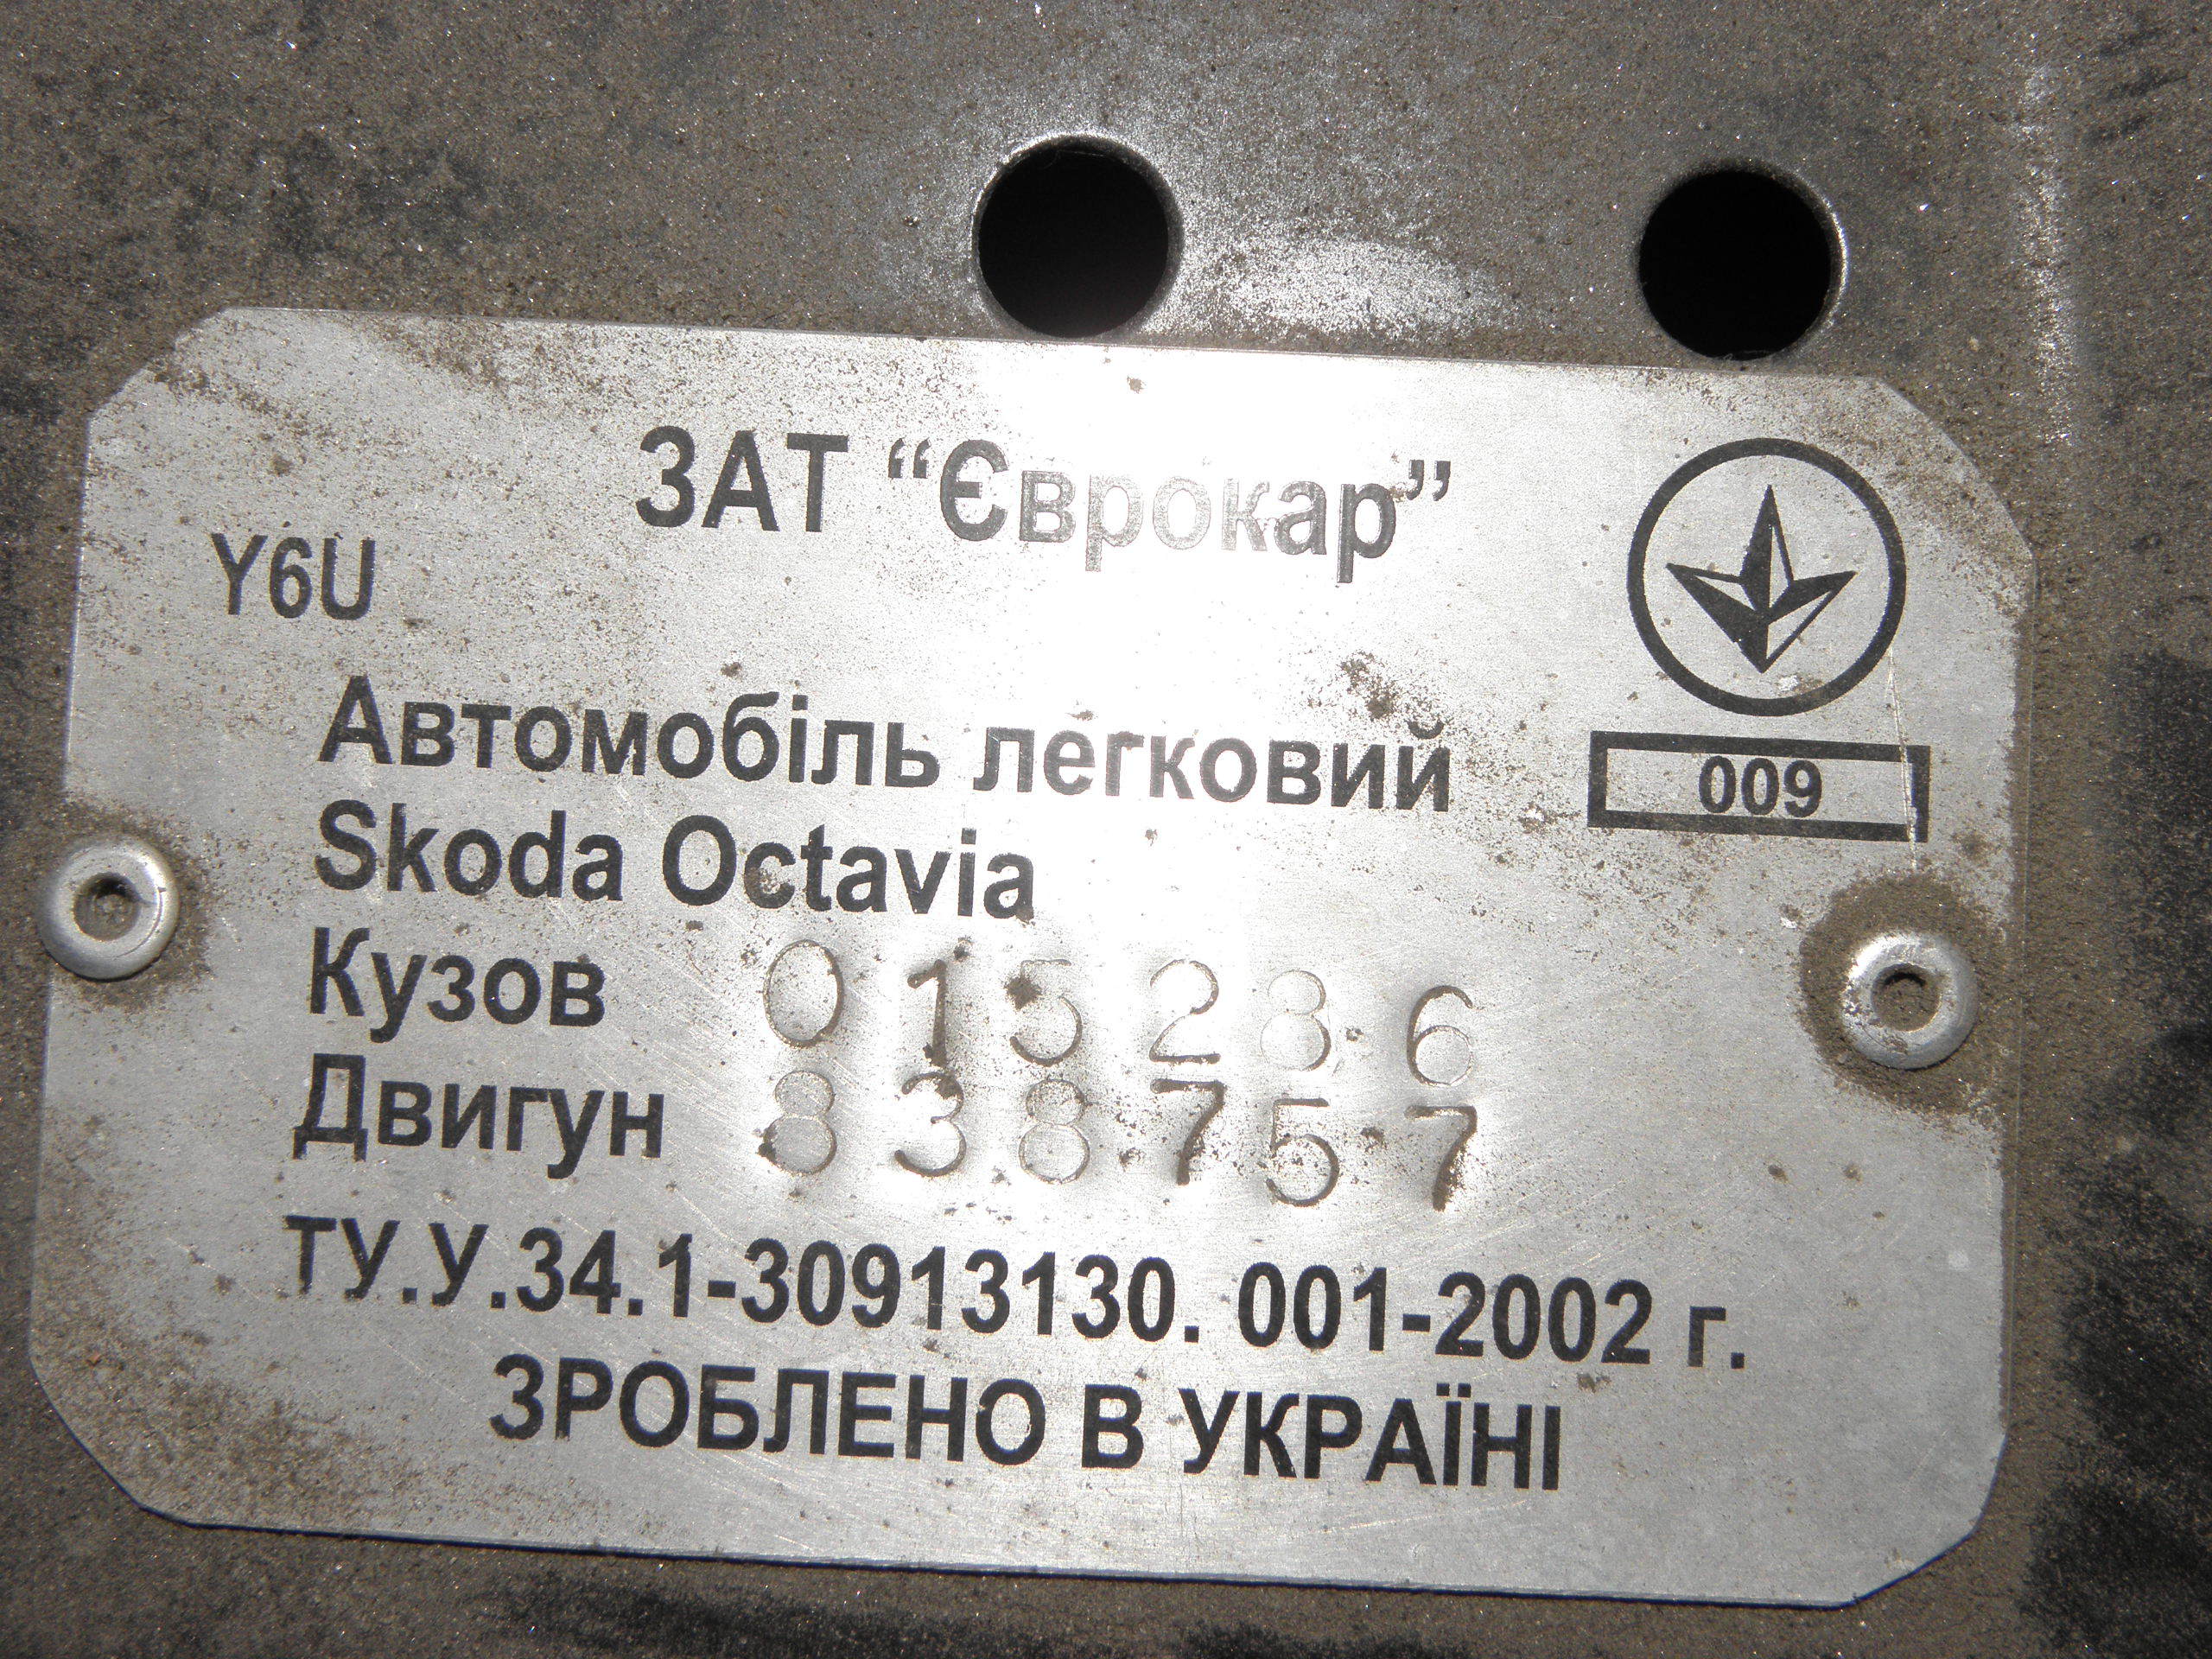 ЗАТ “Єврокар”
Y6U
Автомобіль легковий
009
Skoda Octavia
Кузов 015286
Двигун 838757
ТУ.У.34.1-30913130. 001-2002 г.
ЗРОБЛЕНО В УКРАЇНІ